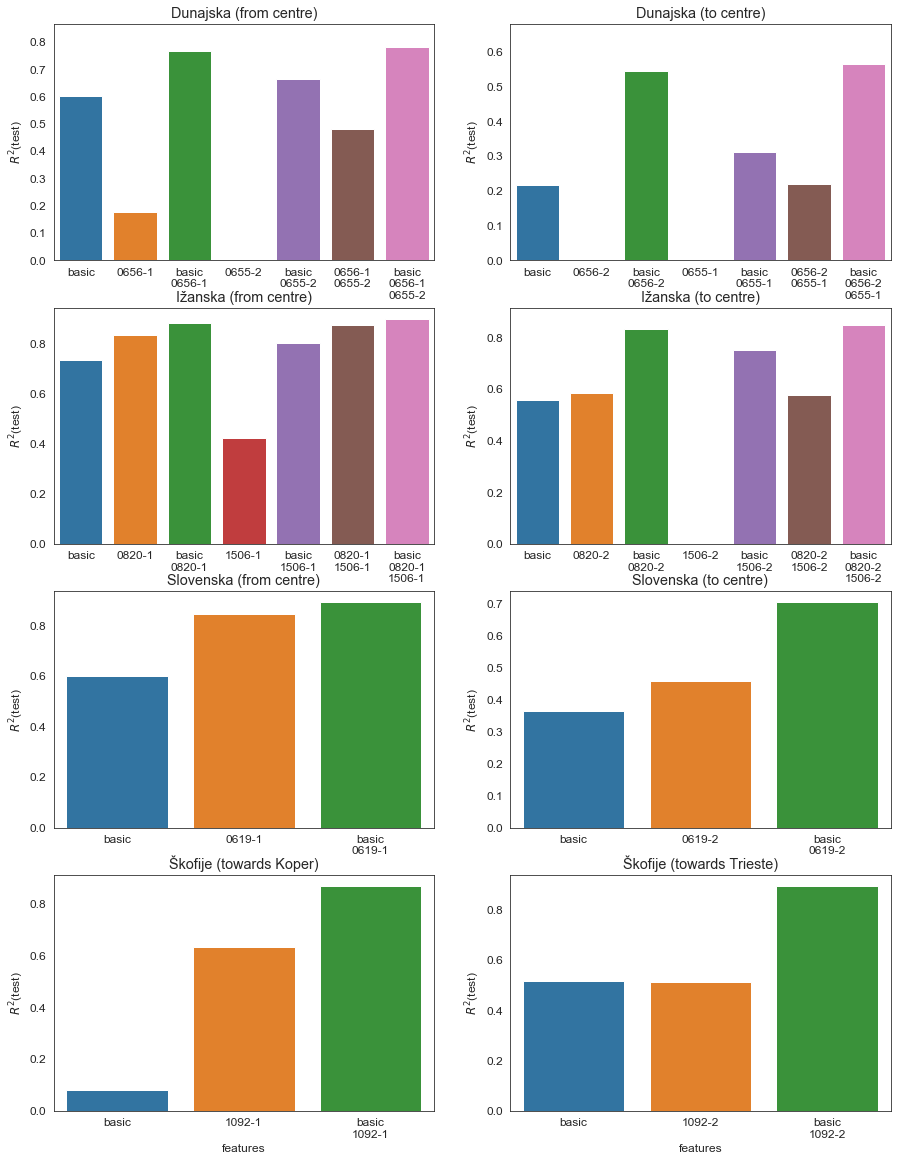 Dunajska (from centre)
R²(test)
0.8
0.7
0.6
0.5
0.4
0.3
0.2
0.1
0.0
basic
0656-1
basic
0656-1
0655-2
basic
0655-2
0656-1
0655-2
basic
0656-1
0655-2
Dunajska (to centre)
R²(test)
0.6
0.5
0.4
0.3
0.2
0.1
0.0
basic
0656-2
basic
0656-2
0655-1
basic
0655-1
0656-2
0655-1
basic
0656-2
0655-1
Ižanska (from centre)
R²(test)
0.8
0.6
0.4
0.2
0.0
basic
0820-1
basic
0820-1
1506-1
basic
1506-1
0820-1
1506-1
basic
0820-1
1506-1
Ižanska (to centre)
R²(test)
0.8
0.6
0.4
0.2
0.0
basic
0820-2
basic
0820-2
1506-2
basic
1506-2
0820-2
1506-2
basic
0820-2
1506-2
Slovenska (from centre)
R²(test)
0.8
0.6
0.4
0.2
0.0
basic
0619-1
basic
0619-1
Slovenska (to centre)
R²(test)
0.7
0.6
0.5
0.4
0.3
0.2
0.1
0.0
basic
0619-2
basic
0619-2
Škofije (towards Koper)
R²(test)
0.8
0.6
0.4
0.2
0.0
basic
1092-1
basic
1092-1
features
Škofije (towards Trieste)
R²(test)
0.8
0.6
0.4
0.2
0.0
basic
1092-2
basic
1092-2
features